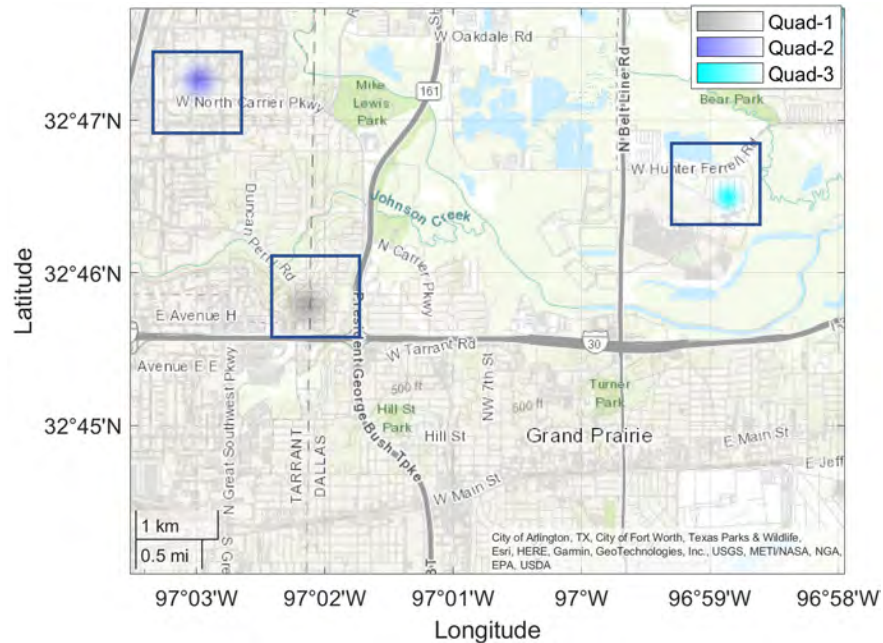 Quad-1
Quad-2
Quad-3
W Oakdale Rd
161
N Belt Line Rd
Bear Park
Mike
Lewis
Park
W North Carrier Pkwy
W Hunter Ferrell Rd
Duncan Perry Rd
Johnson Creek
N Carrier Pkwy
E Avenue H
President George Bush Tpke
30
W Tarrant Rd
Avenue E E
500 ft
NW 7th St
500 ft
Turner
Park
Hill St
Park
Hill St
Grand Prairie
E Main St
E Jeff
W Main St
N Great Southwest Pkwy
TARRANT
DALLAS
S Gre
1 km
0.5 mi
City of Arlington, TX, City of Fort Worth, Texas Parks & Wildlife,
Esri, HERE, Garmin, GeoTechnologies, Inc., USGS, METI/NASA, NGA,
EPA, USDA
32°47'N
32°46'N
32°45'N
Latitude
97°03'W
97°02'W
97°01'W
97°W
96°59'W
96°58'W
Longitude